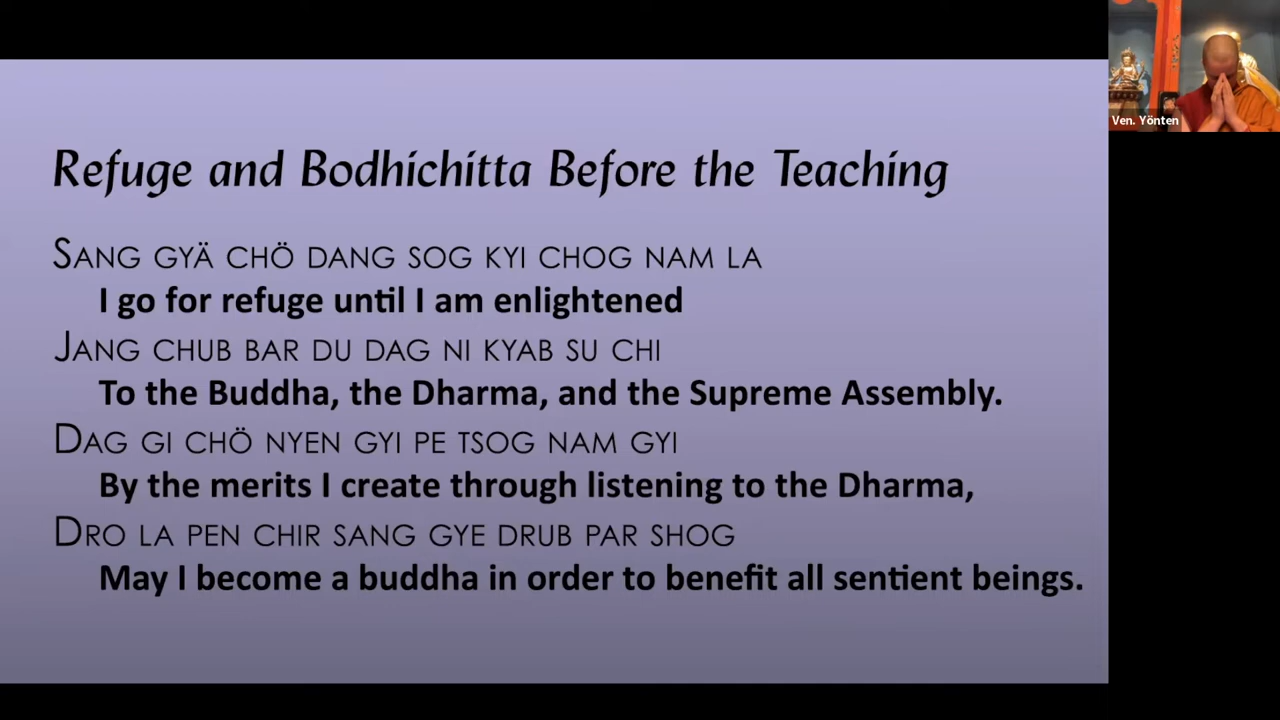 Refuge and Bodhichitta Before the Teaching
SANG GYÄ CHÖ DANG SOG KYI CHOG NAM LA
I go for refuge until I am enlightened
JANG CHUB BAR DU DAG NI KYAB SU CHI
To the Buddha, the Dharma, and the Supreme Assembly.
DAG GI CHÖ NYEN GYI PE TSOG NAM GYI
By the merits I create through listening to the Dharma,
DRO LA PEN CHIR SANG GYE DRUB PAR SHOG
May I become a buddha in order to benefit all sentient beings.
Ven. Yönten